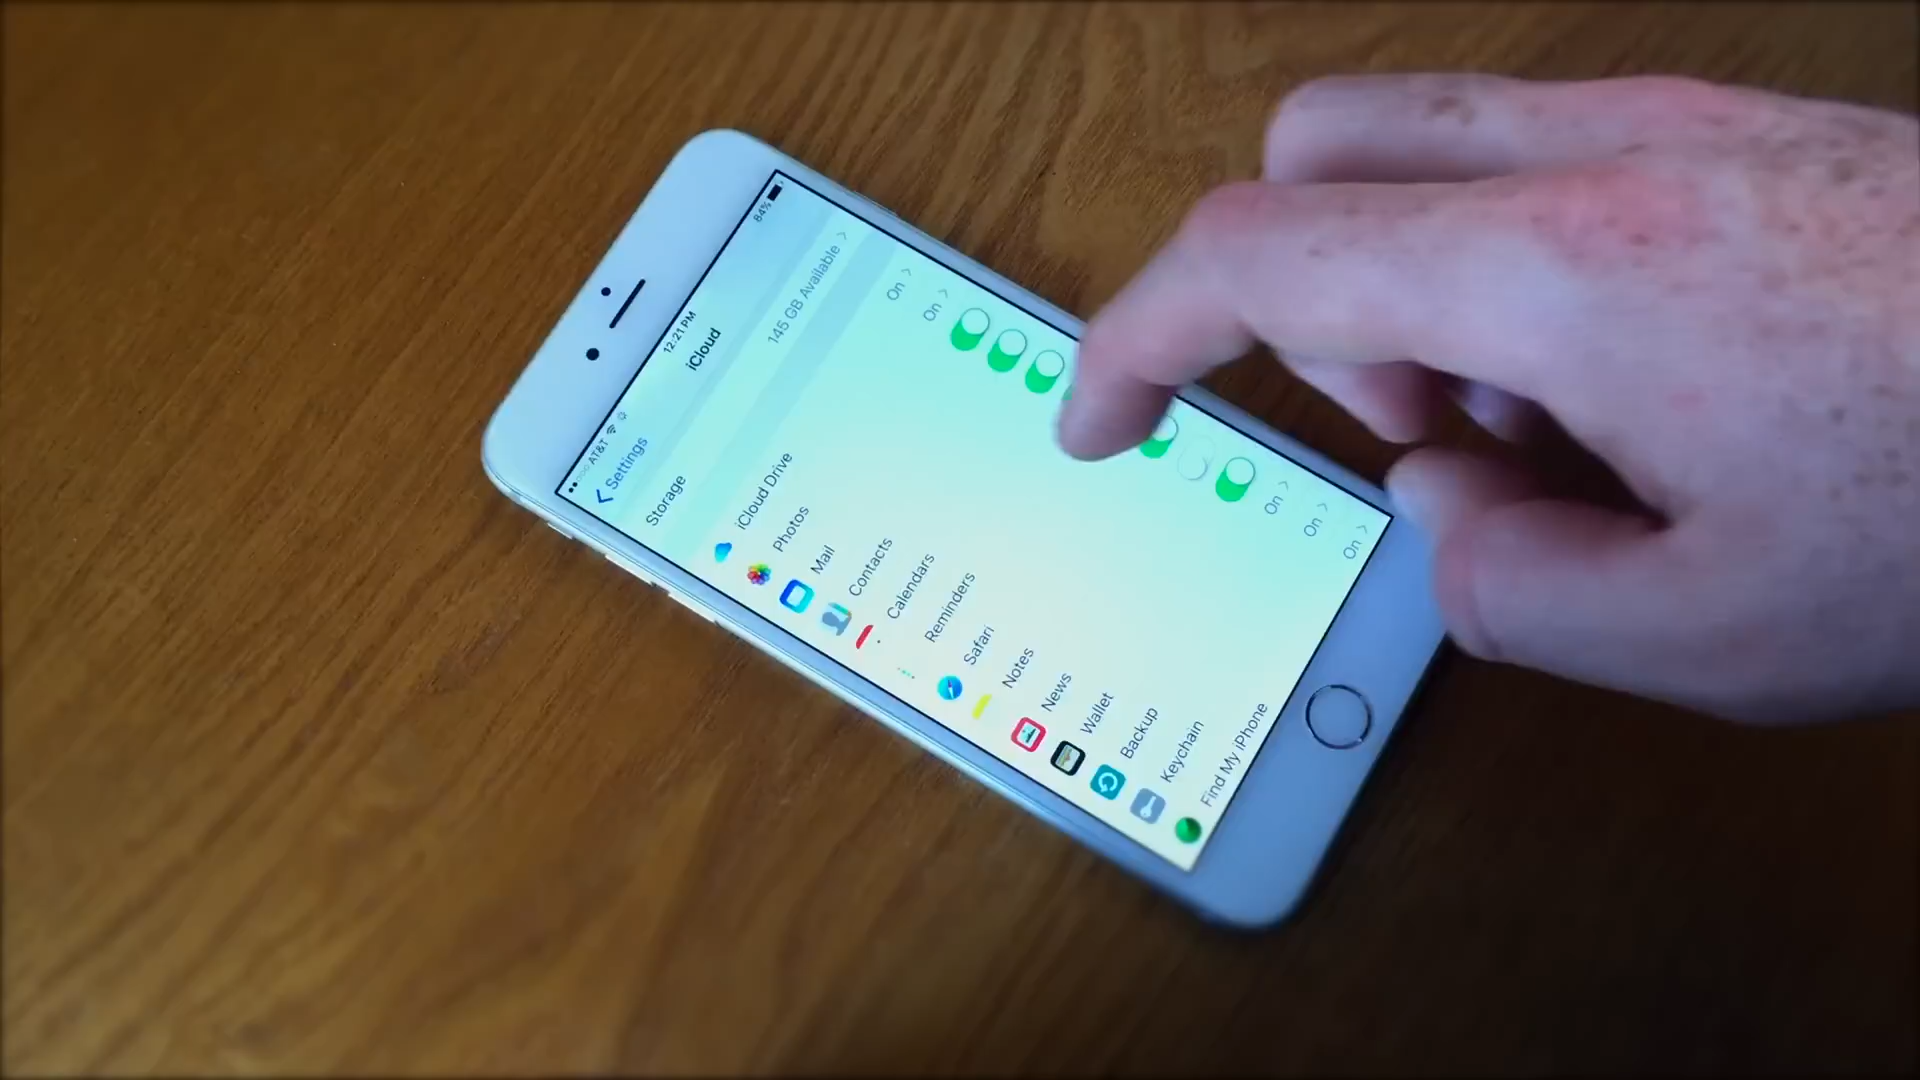 AT&T 12:21 PM 84%
Settings iCloud
Storage 145 GB Available
iCloud Drive On
Photos On
Mail
Contacts
Calendars
Reminders
Safari
Notes
News
Wallet
Backup On
Keychain On
Find My iPhone On